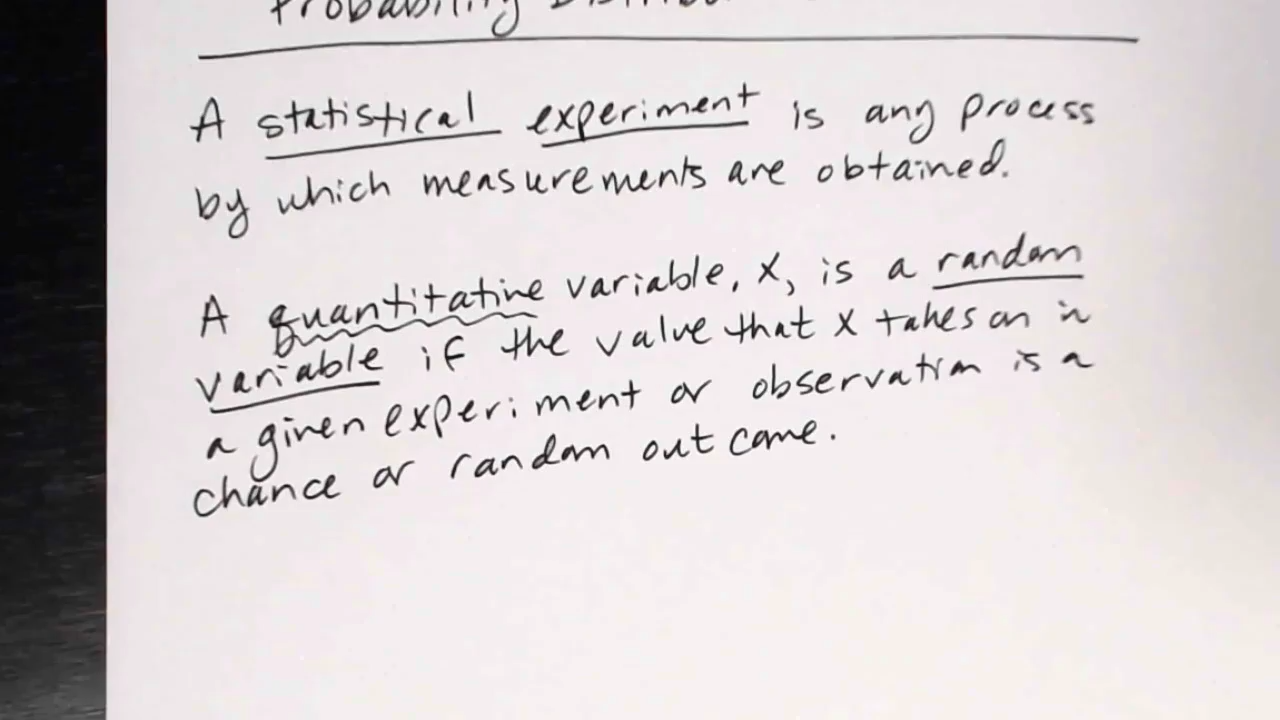 Probability
A statistical experiment is any process
by which measurements are obtained.
A quantitative variable, x, is a random
variable if the value that x takes on in
a given experiment or observation is a
chance or random outcome.